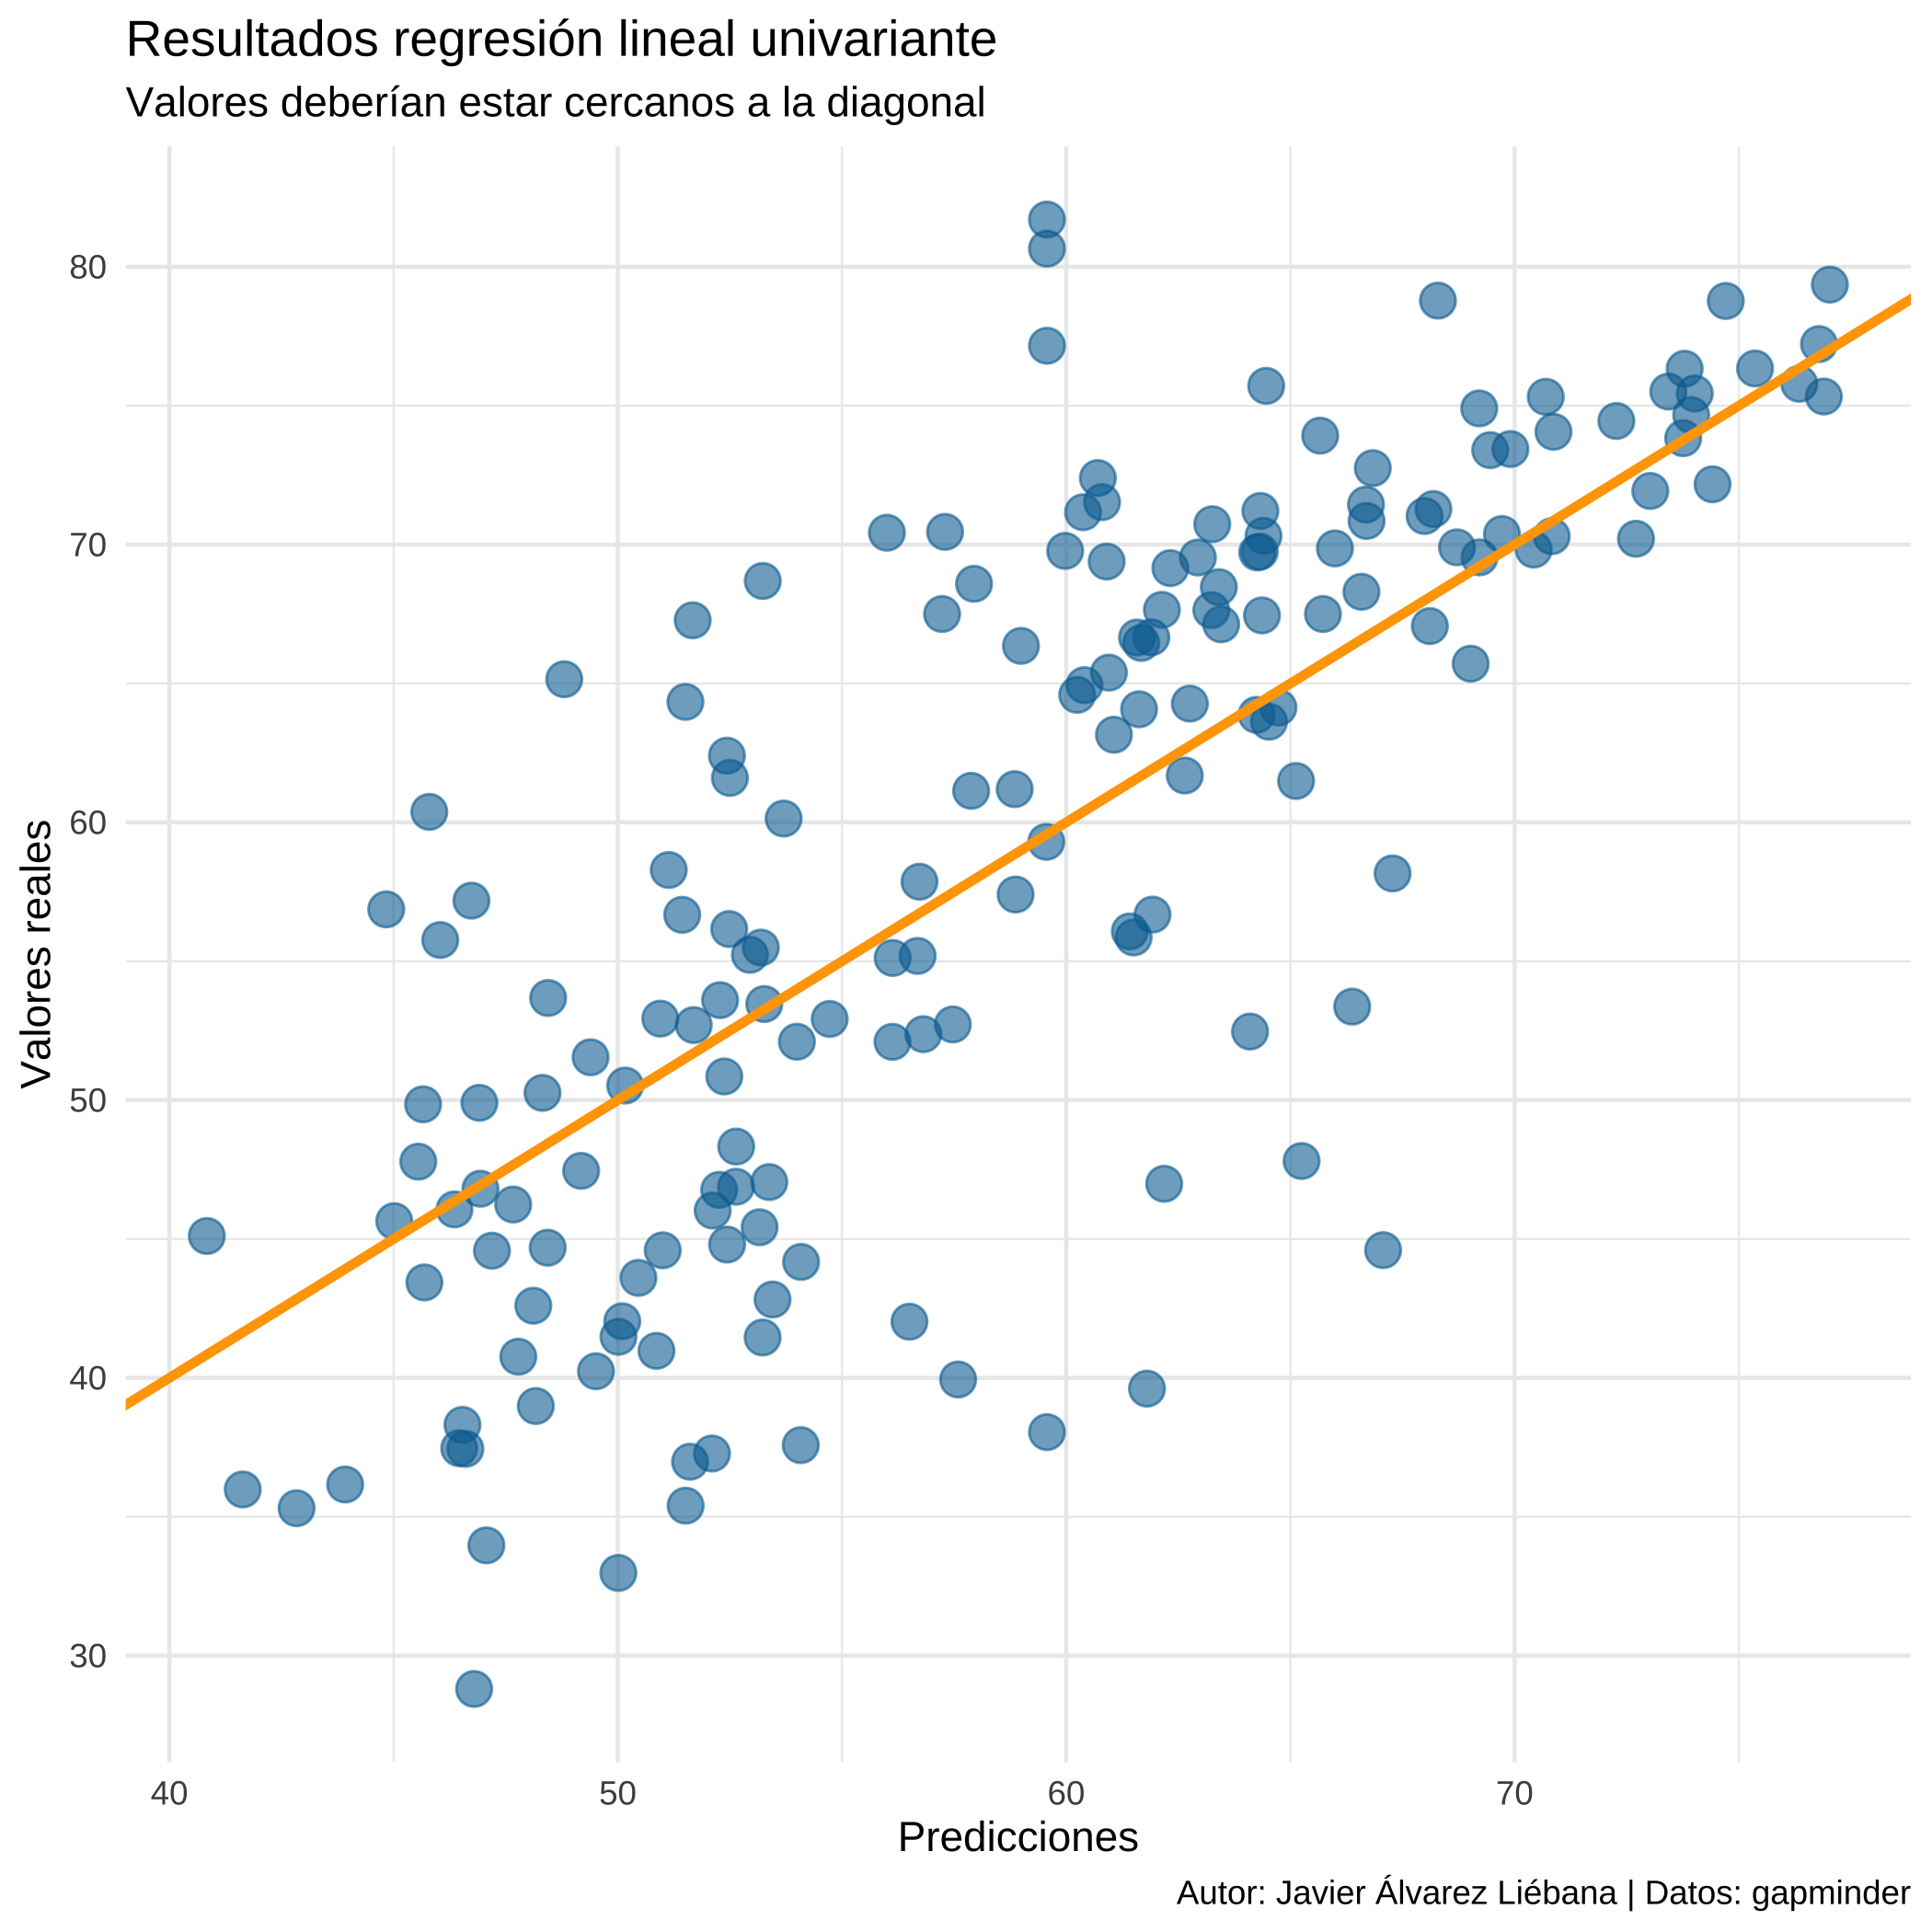 Resultados regresión lineal univariante
Valores deberían estar cercanos a la diagonal
80
70
60
50
40
30
Valores reales
40
50
60
70
Predicciones
Autor: Javier Álvarez Liébana | Datos: gapminder